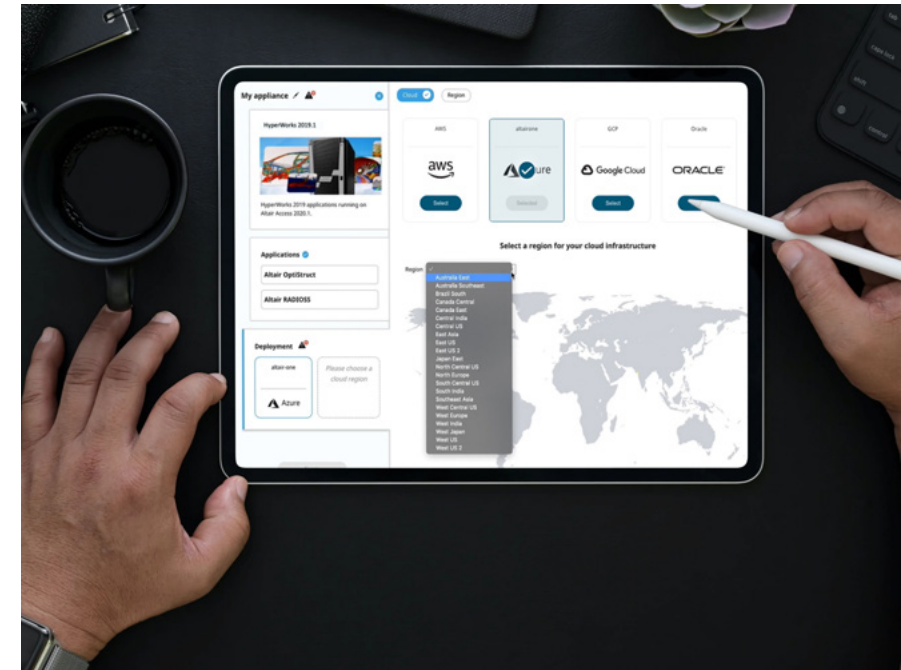 My appliance
HyperWorks 2019.1
HyperWorks 2019 applications running on
Altair Access 2020.1.
Applications
Altair OptiStruct
Altair RADIOSS
Deployment
altair-one
Azure
Please choose a
cloud region
Cloud
Region
AWS
aws
Select
altairone
ure
Selected
GCP
Google Cloud
Select
Oracle
ORACLE
Select a region for your cloud infrastructure
Region
Australia East
Australia Southeast
Brazil South
Canada Central
Canada East
Central India
Central US
East Asia
East US
East US 2
Japan East
North Central US
North Europe
South Central US
South India
Southeast Asia
West Central US
West Europe
West India
West Japan
West US
West US 2
caps lock
shift
control